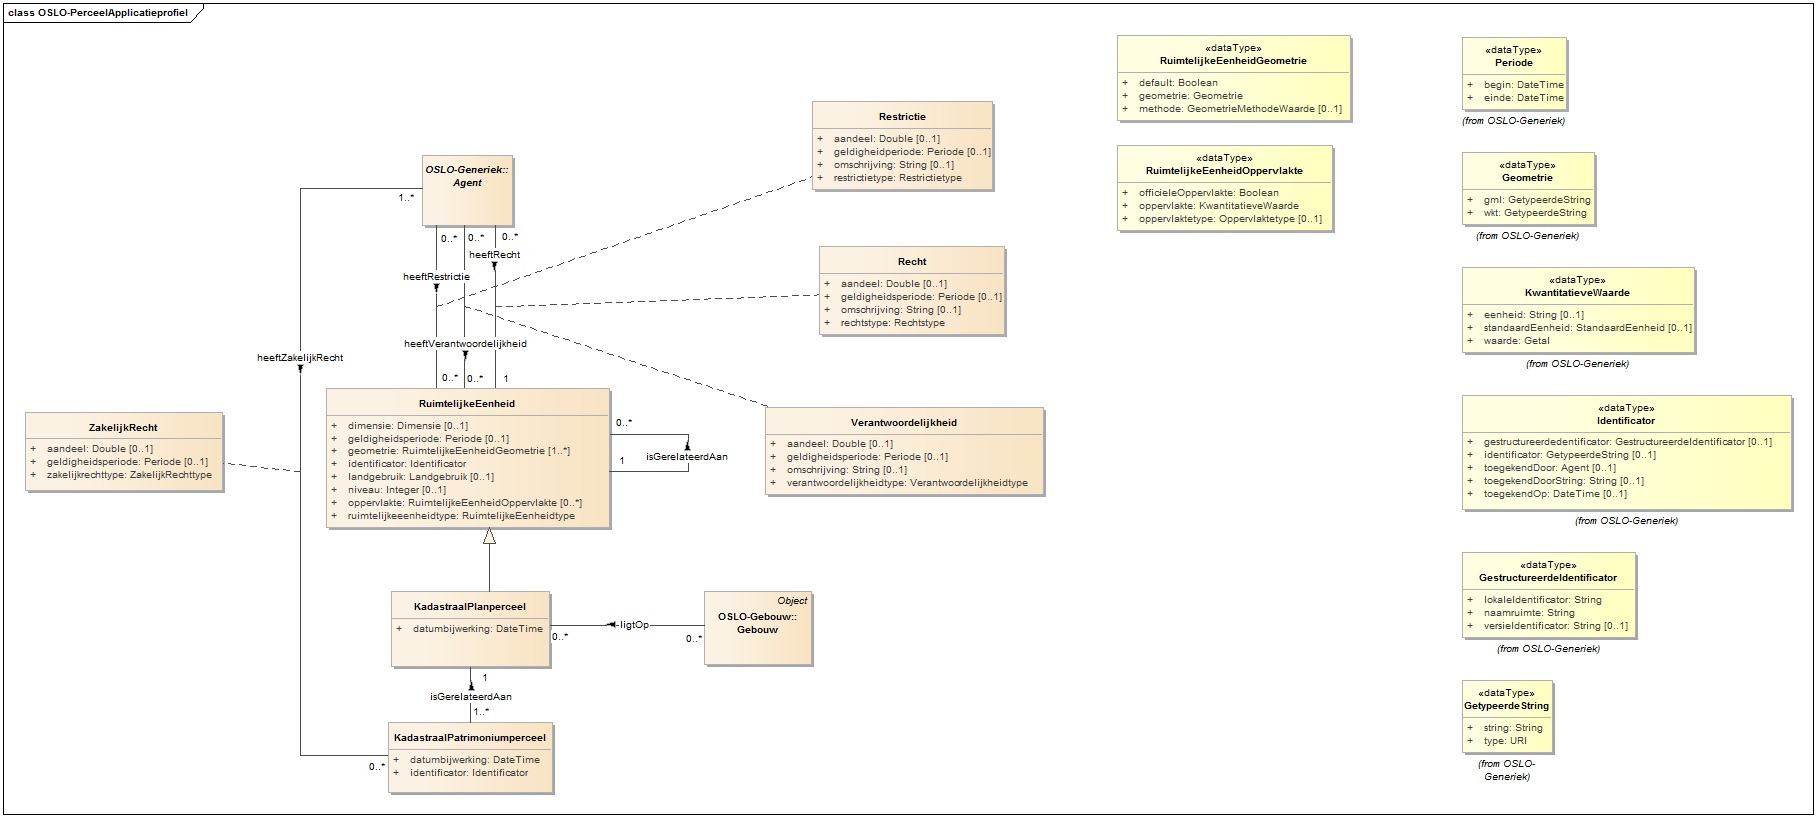 class OSLO-PerceelApplicatieprofiel
OSLO-Generiek::
Agent
1..*
0..*
0..*
0..*
heeftRecht
heeftRestrictie
heeftVerantwoordelijkheid
heeftZakelijkRecht
0..*
0..*
1
Restrictie
+ aandeel: Double [0..1]
+ geldigheidperiode: Periode [0..1]
+ omschrijving: String [0..1]
+ restrictietype: Restrictietype
Recht
+ aandeel: Double [0..1]
+ geldigheidsperiode: Periode [0..1]
+ omschrijving: String [0..1]
+ rechtstype: Rechtstype
ZakelijkRecht
+ aandeel: Double [0..1]
+ geldigheidsperiode: Periode [0..1]
+ zakelijkrechttype: ZakelijkRechttype
RuimtelijkeEenheid
+ dimensie: Dimensie [0..1]
+ geldigheidsperiode: Periode [0..1]
+ geometrie: RuimtelijkeEenheidGeometrie [1..*]
+ identificator: Identificator
+ landgebruik: Landgebruik [0..1]
+ niveau: Integer [0..1]
+ oppervlakte: RuimtelijkeEenheidOppervlakte [0..*]
+ ruimtelijkeeenheidtype: RuimtelijkeEenheidtype
0..*
1
isGerelateerdAan
Verantwoordelijkheid
+ aandeel: Double [0..1]
+ geldigheidsperiode: Periode [0..1]
+ omschrijving: String [0..1]
+ verantwoordelijkheidtype: Verantwoordelijkheidtype
KadastraalPlanperceel
+ datumbijwerking: DateTime
0..*
ligtOp
0..*
Object
OSLO-Gebouw::
Gebouw
1
isGerelateerdAan
1..*
KadastraalPatrimoniumperceel
+ datumbijwerking: DateTime
+ identificator: Identificator
0..*
«dataType»
RuimtelijkeEenheidGeometrie
+ default: Boolean
+ geometrie: Geometrie
+ methode: GeometrieMethodeWaarde [0..1]
«dataType»
RuimtelijkeEenheidOppervlakte
+ officieleOppervlakte: Boolean
+ oppervlakte: KwantitatieveWaarde
+ oppervlaktetype: Oppervlaktetype [0..1]
«dataType»
Periode
+ begin: DateTime
+ einde: DateTime
(from OSLO-Generiek)
«dataType»
Geometrie
+ gml: GetypeerdeString
+ wkt: GetypeerdeString
(from OSLO-Generiek)
«dataType»
KwantitatieveWaarde
+ eenheid: String [0..1]
+ standaardEenheid: StandaardEenheid [0..1]
+ waarde: Getal
(from OSLO-Generiek)
«dataType»
Identificator
+ gestructureerdedentificator: GestructureerdeIdentificator [0..1]
+ identificator: GetypeerdeString [0..1]
+ toegekendDoor: Agent [0..1]
+ toegekendDoorString: String [0..1]
+ toegekendOp: DateTime [0..1]
(from OSLO-Generiek)
«dataType»
GestructureerdeIdentificator
+ lokaleIdentificator: String
+ naamruimte: String
+ versieIdentificator: String [0..1]
(from OSLO-Generiek)
«dataType»
GetypeerdeString
+ string: String
+ type: URI
(from OSLO-
Generiek)